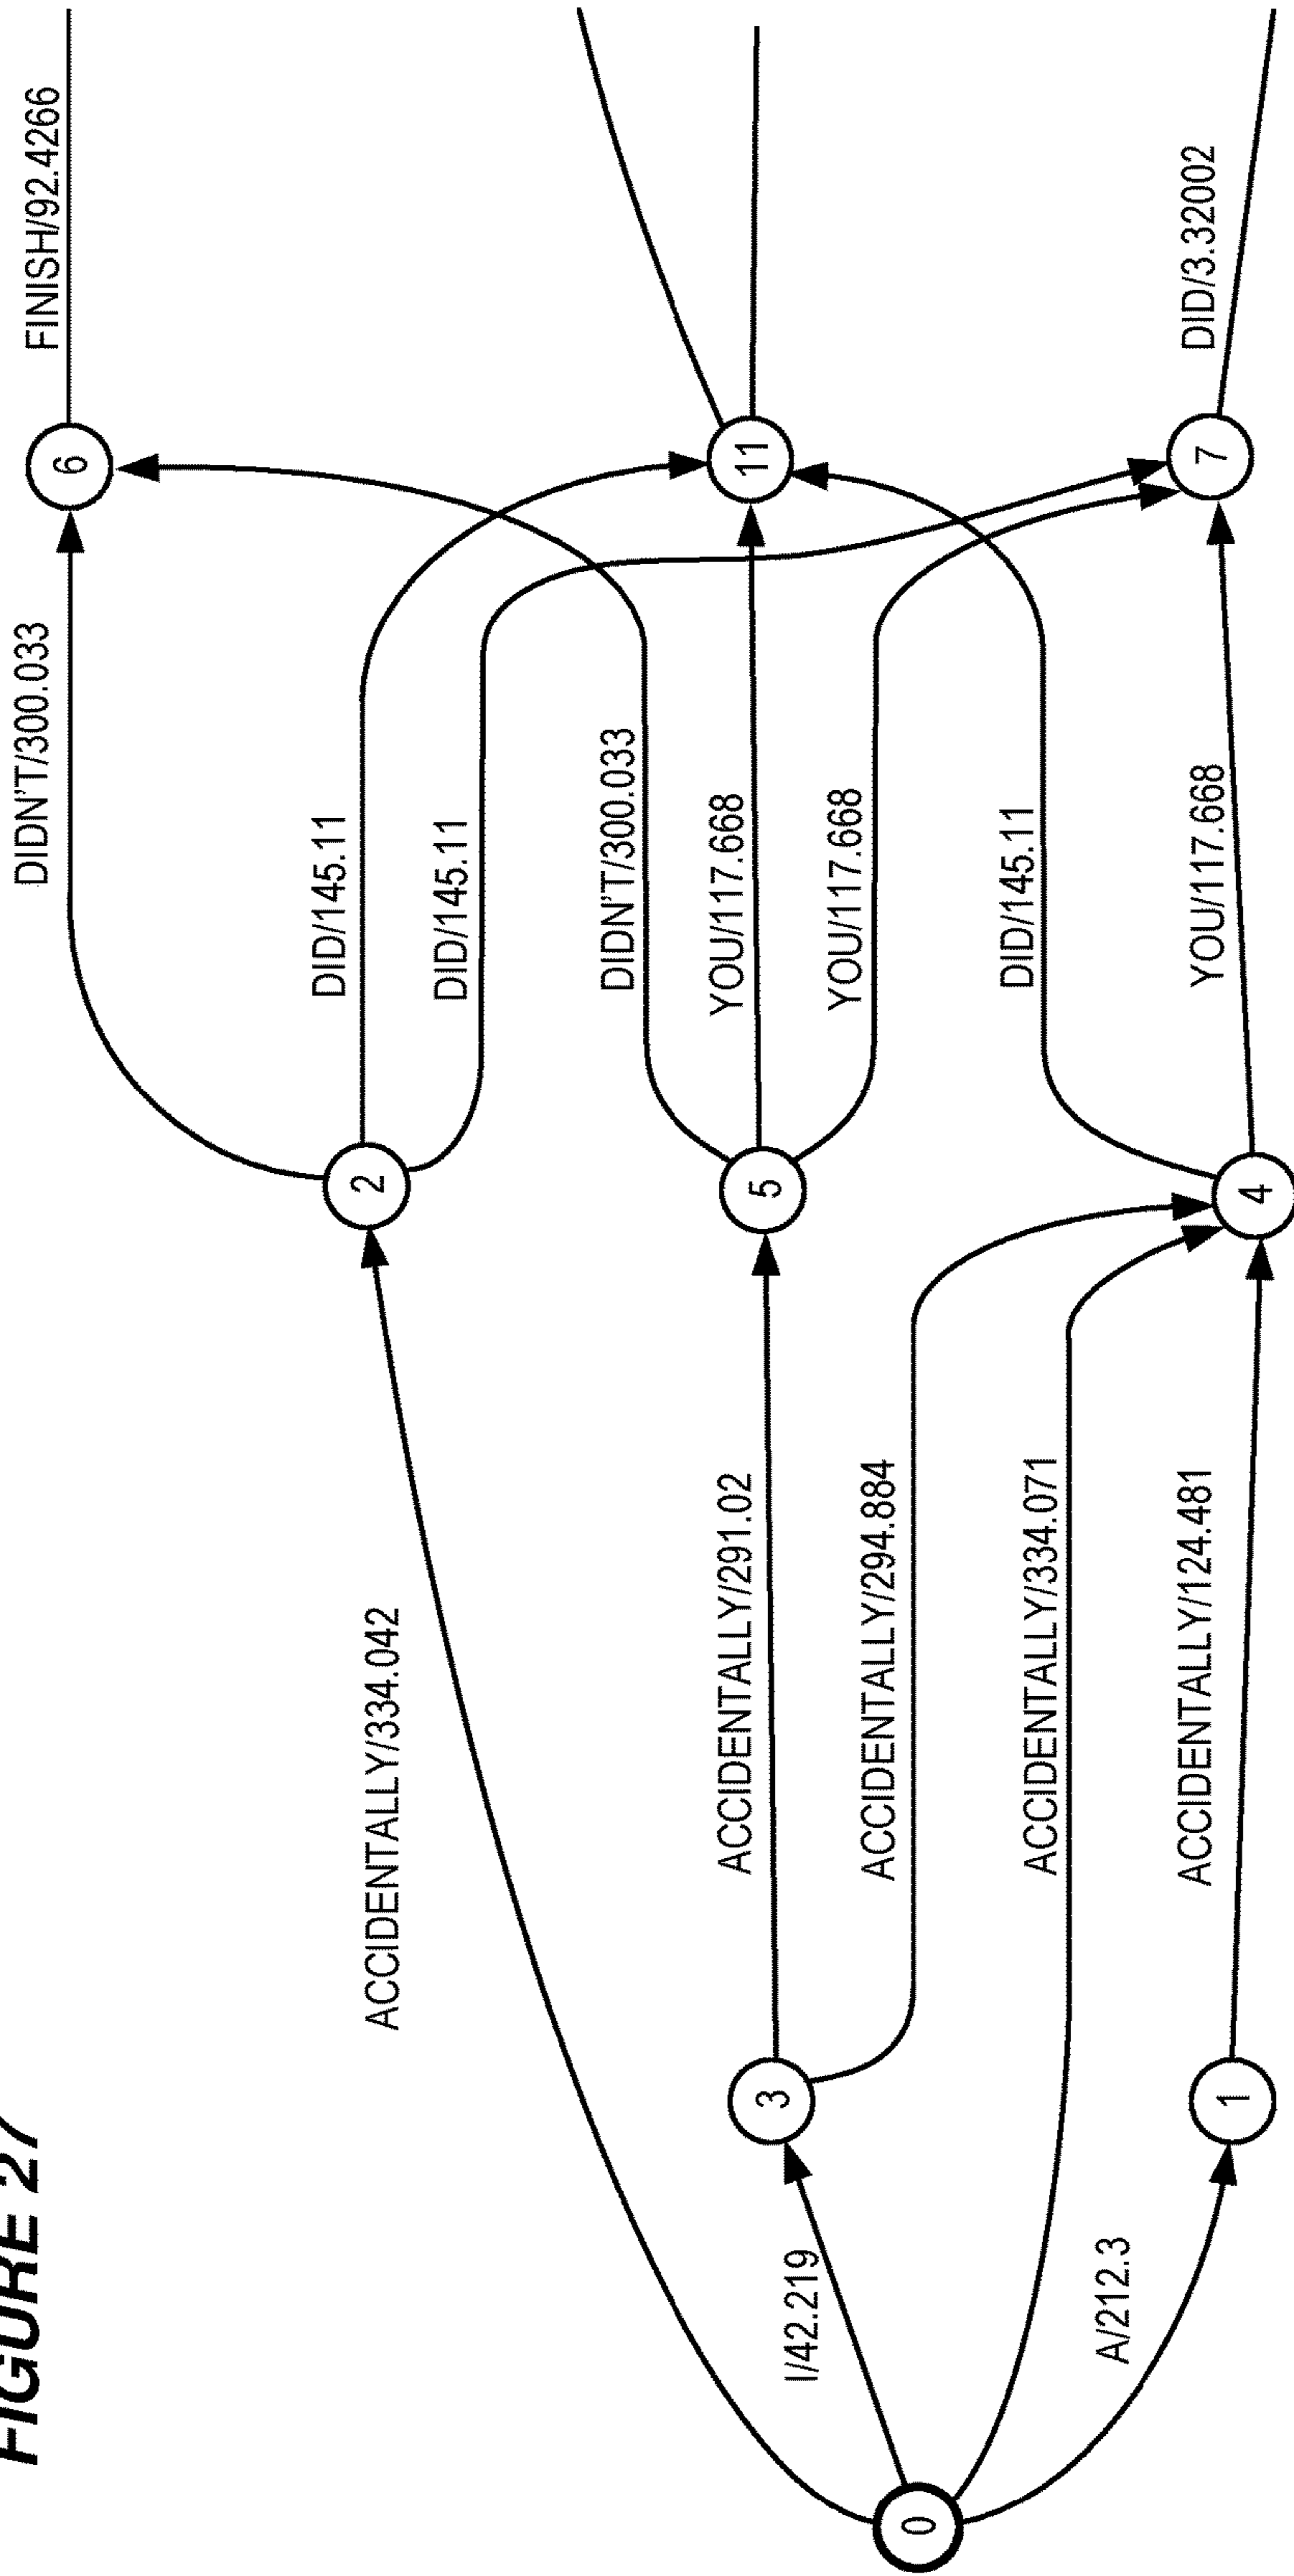 FIGURE 27
0
I/42.219
A/212.3
3
1
ACCIDENTALLY/334.042
ACCIDENTALLY/291.02
ACCIDENTALLY/294.884
ACCIDENTALLY/334.071
ACCIDENTALLY/124.481
2
5
4
DIDN'T/300.033
DID/145.11
DID/145.11
DIDN'T/300.033
YOU/117.668
YOU/117.668
DID/145.11
YOU/117.668
6
11
7
FINISH/92.4266
DID/3.32002